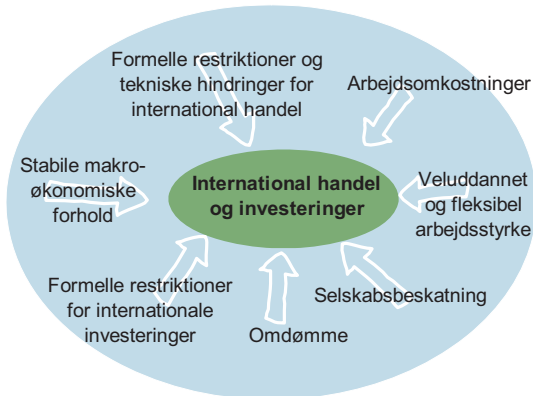 Formelle restriktioner og
tekniske hindringer for
international handel
Arbejdsomkostninger
Stabile makro-
økonomiske
forhold
International handel
og investeringer
Veluddannet
og fleksibel
arbejdsstyrke
Formelle restriktioner
for internationale
investeringer
Omdømme
Selskabsbeskatning